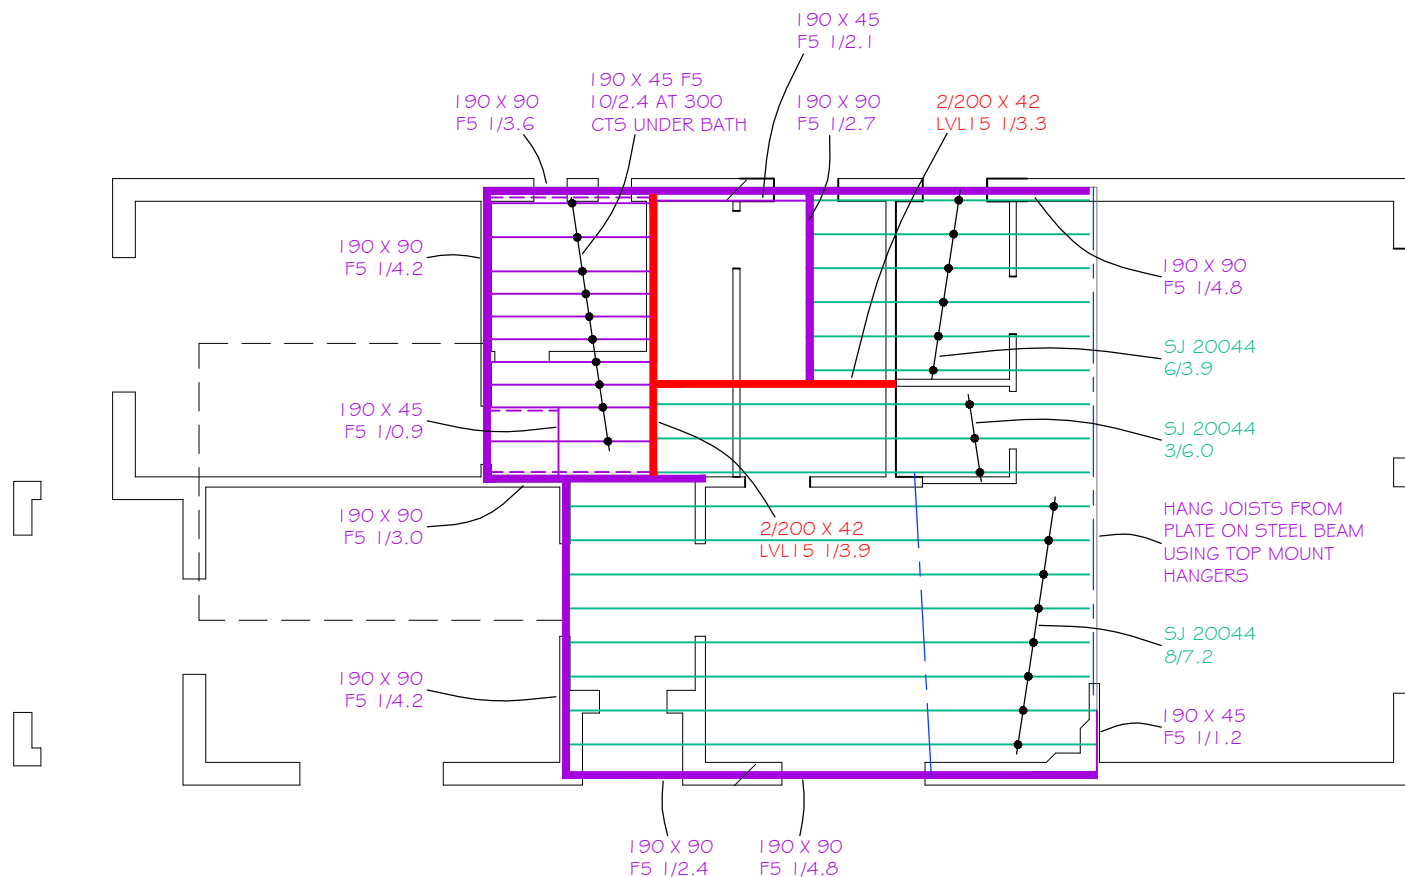 190 X 45
F5 1/2.1
190 X 45 F5
10/2.4 AT 300
CTS UNDER BATH
190 X 90
F5 1/3.6
190 X 90
F5 1/2.7
2/200 X 42
LVL15 1/3.3
190 X 90
F5 1/4.2
190 X 90
F5 1/4.8
SJ 20044
6/3.9
190 X 45
F5 1/0.9
SJ 20044
3/6.0
190 X 90
F5 1/3.0
2/200 X 42
LVL15 1/3.9
HANG JOISTS FROM
PLATE ON STEEL BEAM
USING TOP MOUNT
HANGERS
SJ 20044
8/7.2
190 X 90
F5 1/4.2
190 X 45
F5 1/1.2
190 X 90
F5 1/2.4
190 X 90
F5 1/4.8